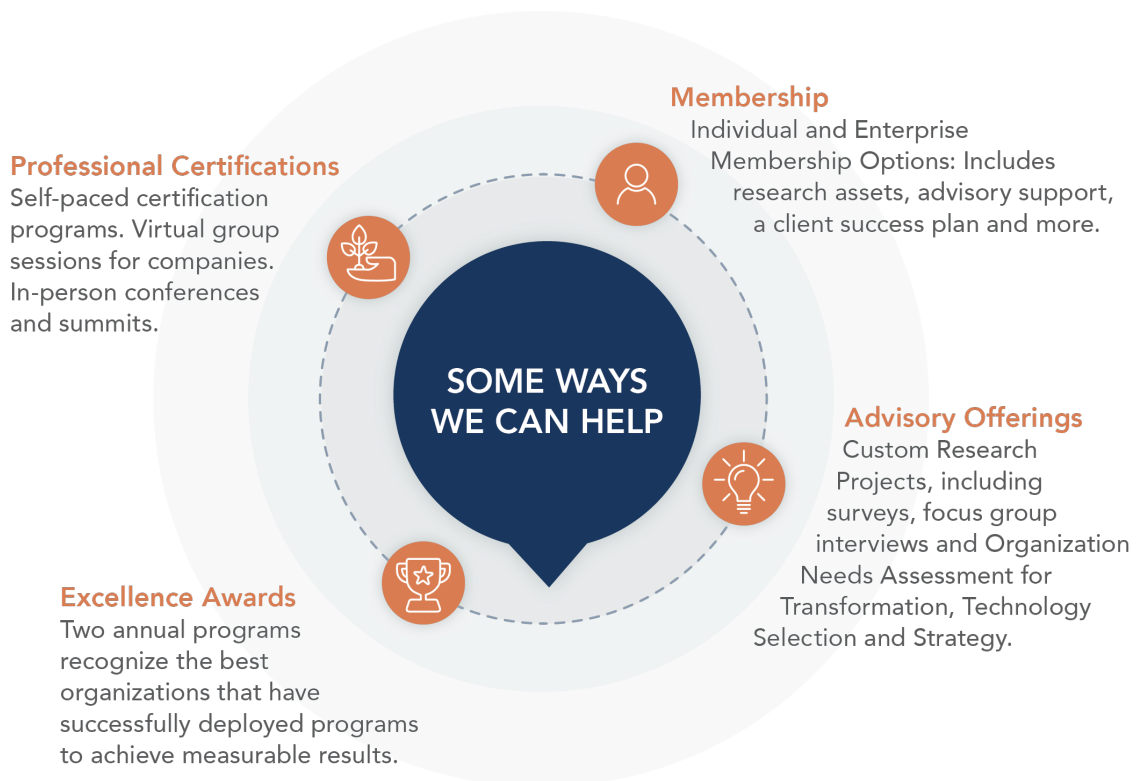 Membership
Individual and Enterprise
Membership Options: Includes
research assets, advisory support,
a client success plan and more.
Professional Certifications
Self-paced certification
programs. Virtual group
sessions for companies.
In-person conferences
and summits.
SOME WAYS
WE CAN HELP
Advisory Offerings
Custom Research
Projects, including
surveys, focus group
interviews and Organization
Needs Assessment for
Transformation, Technology
Selection and Strategy.
Excellence Awards
Two annual programs
recognize the best
organizations that have
successfully deployed programs
to achieve measurable results.